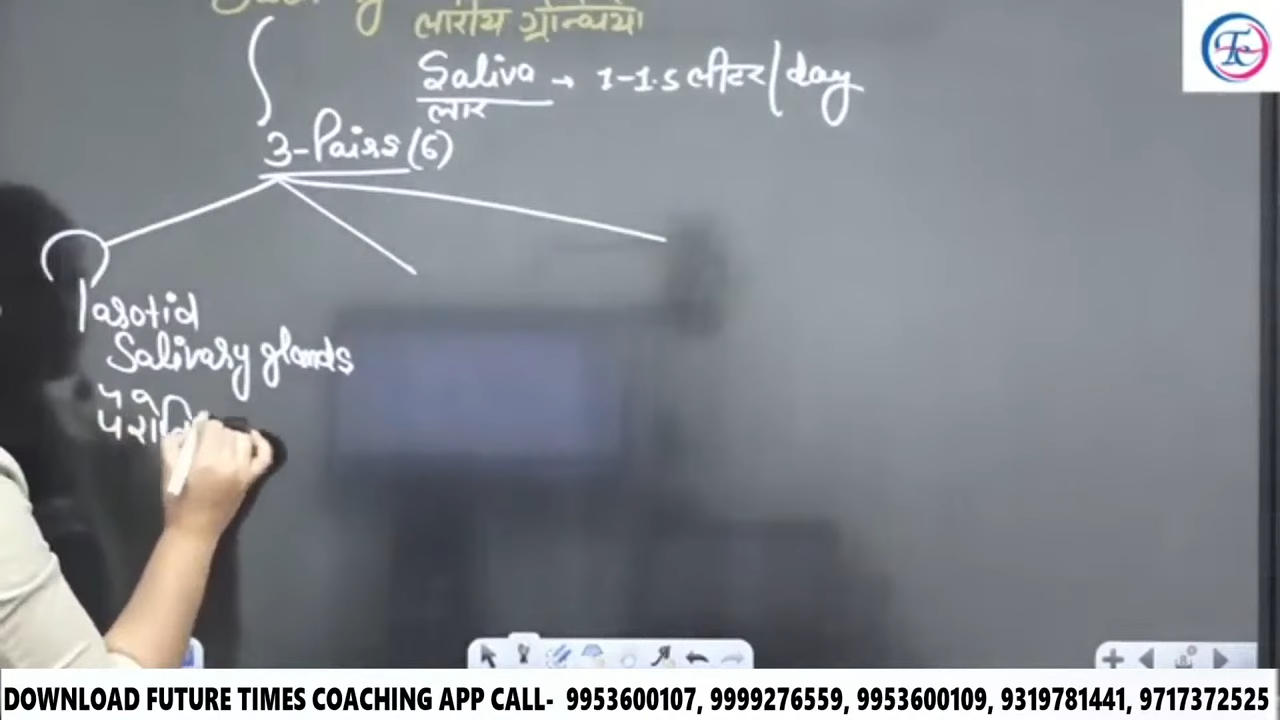 लारीय ग्रन्थियां
Saliva → 1-1.5 लीटर/day
लार
3-Pairs (6)
Parotid
Salivary glands
DOWNLOAD FUTURE TIMES COACHING APP CALL- 9953600107, 9999276559, 9953600109, 9319781441, 9717372525